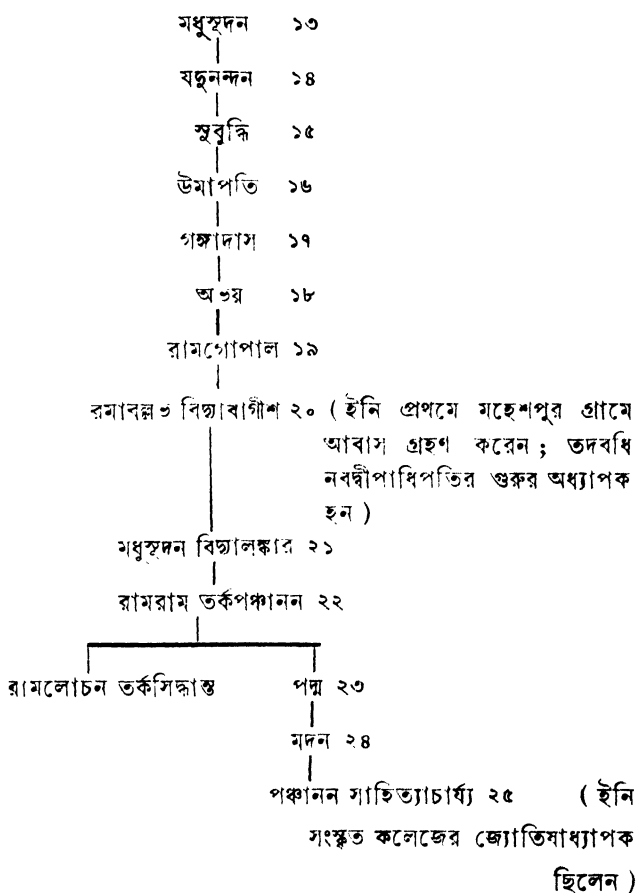 মধুসূদন ১৩
যদুনন্দন ১৪
সুবুদ্ধি ১৫
উমাপতি ১৬
গঙ্গাদাস ১৭
অভয় ১৮
রামগোপাল ১৯
রমাবল্লভ বিদ্যাবাগীশ ২০ ( ইনি প্রথমে মহেশপুর গ্রামে
আবাস গ্রহণ করেন ; তদবধি
নবদ্বীপাধিপতির গুরুর অধ্যাপক
হন )
মধুসূদন বিদ্যালঙ্কার ২১
রামরাম তর্কপঞ্চানন ২২
রামলোচন তর্কসিদ্ধান্ত পদ্ম ২৩
মদন ২৪
পঞ্চানন সাহিত্যাচার্য্য ২৫ ( ইনি
সংস্কৃত কলেজের জ্যোতিষাধ্যাপক
ছিলেন )